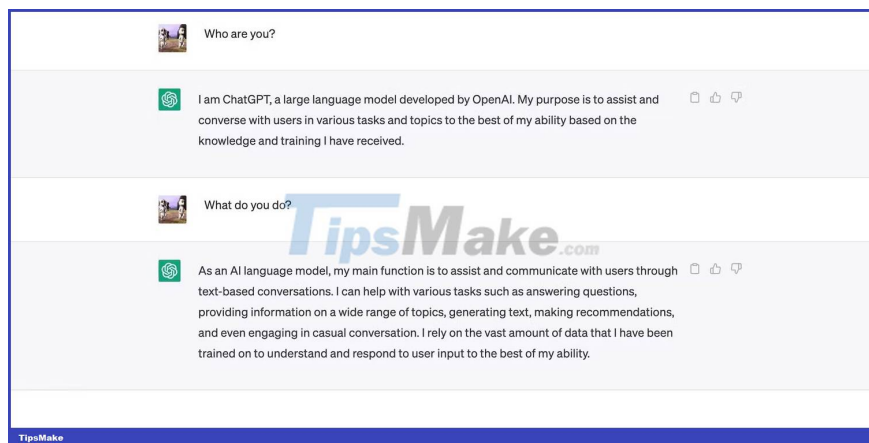 Who are you?
I am ChatGPT, a large language model developed by OpenAI. My purpose is to assist and
converse with users in various tasks and topics to the best of my ability based on the
knowledge and training I have received.
What do you do?
TipsMake.com
As an AI language model, my main function is to assist and communicate with users through
text-based conversations. I can help with various tasks such as answering questions,
providing information on a wide range of topics, generating text, making recommendations,
and even engaging in casual conversation. I rely on the vast amount of data that I have been
trained on to understand and respond to user input to the best of my ability.
TipsMake